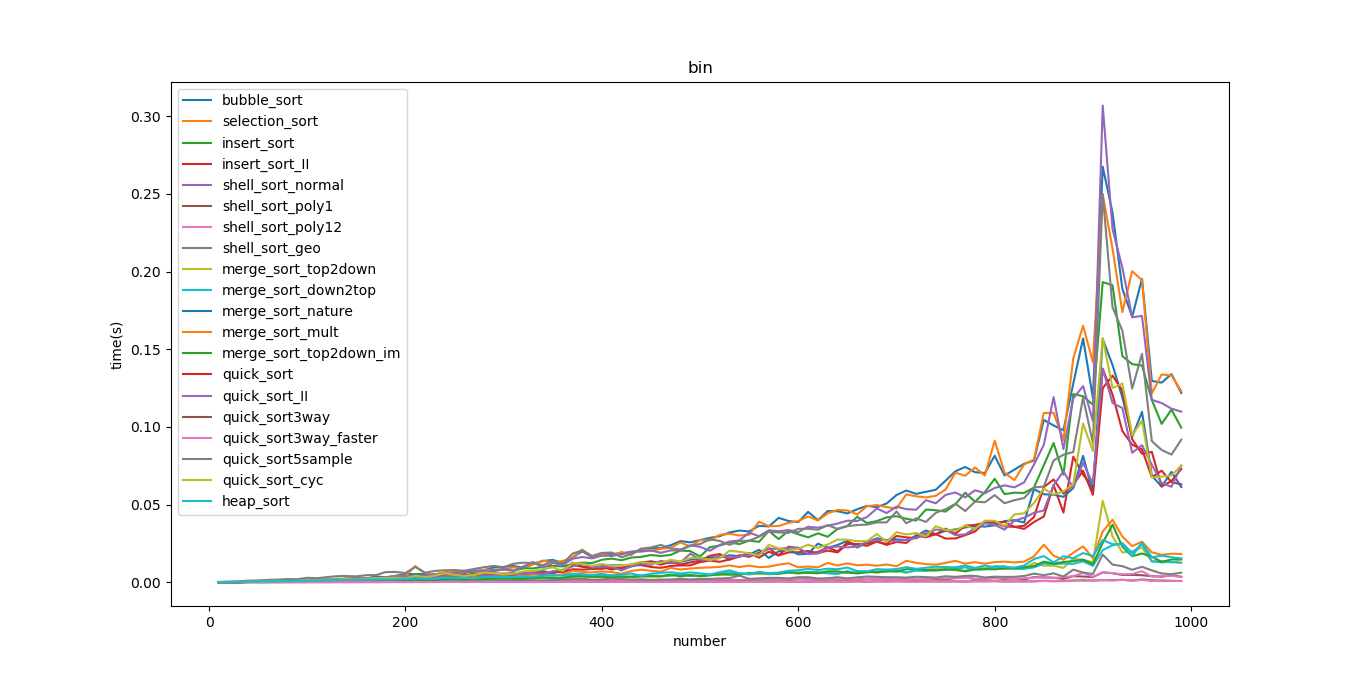 bin
0.30
0.25
0.20
0.15
0.10
0.05
0.00
time(s)
bubble_sort
selection_sort
insert_sort
insert_sort_II
shell_sort_normal
shell_sort_poly1
shell_sort_poly12
shell_sort_geo
merge_sort_top2down
merge_sort_down2top
merge_sort_nature
merge_sort_mult
merge_sort_top2down_im
quick_sort
quick_sort_II
quick_sort3way
quick_sort3way_faster
quick_sort5sample
quick_sort_cyc
heap_sort
0 200 400 600 800 1000
number